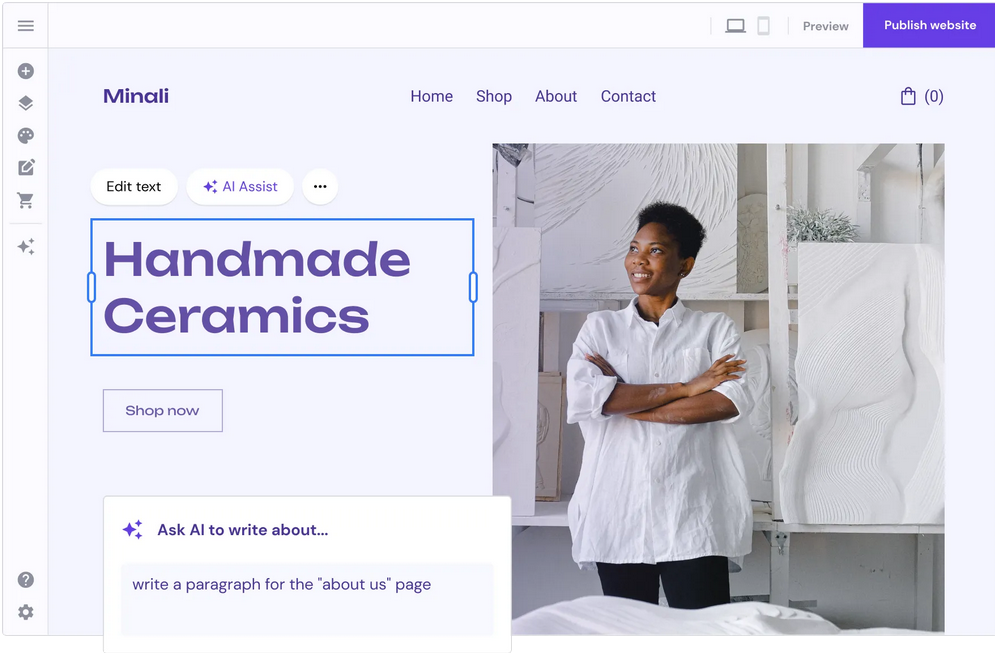 Preview
Publish website
Minali
Home Shop About Contact
(0)
Edit text
AI Assist
Handmade
Ceramics
Shop now
Ask AI to write about...
write a paragraph for the "about us" page